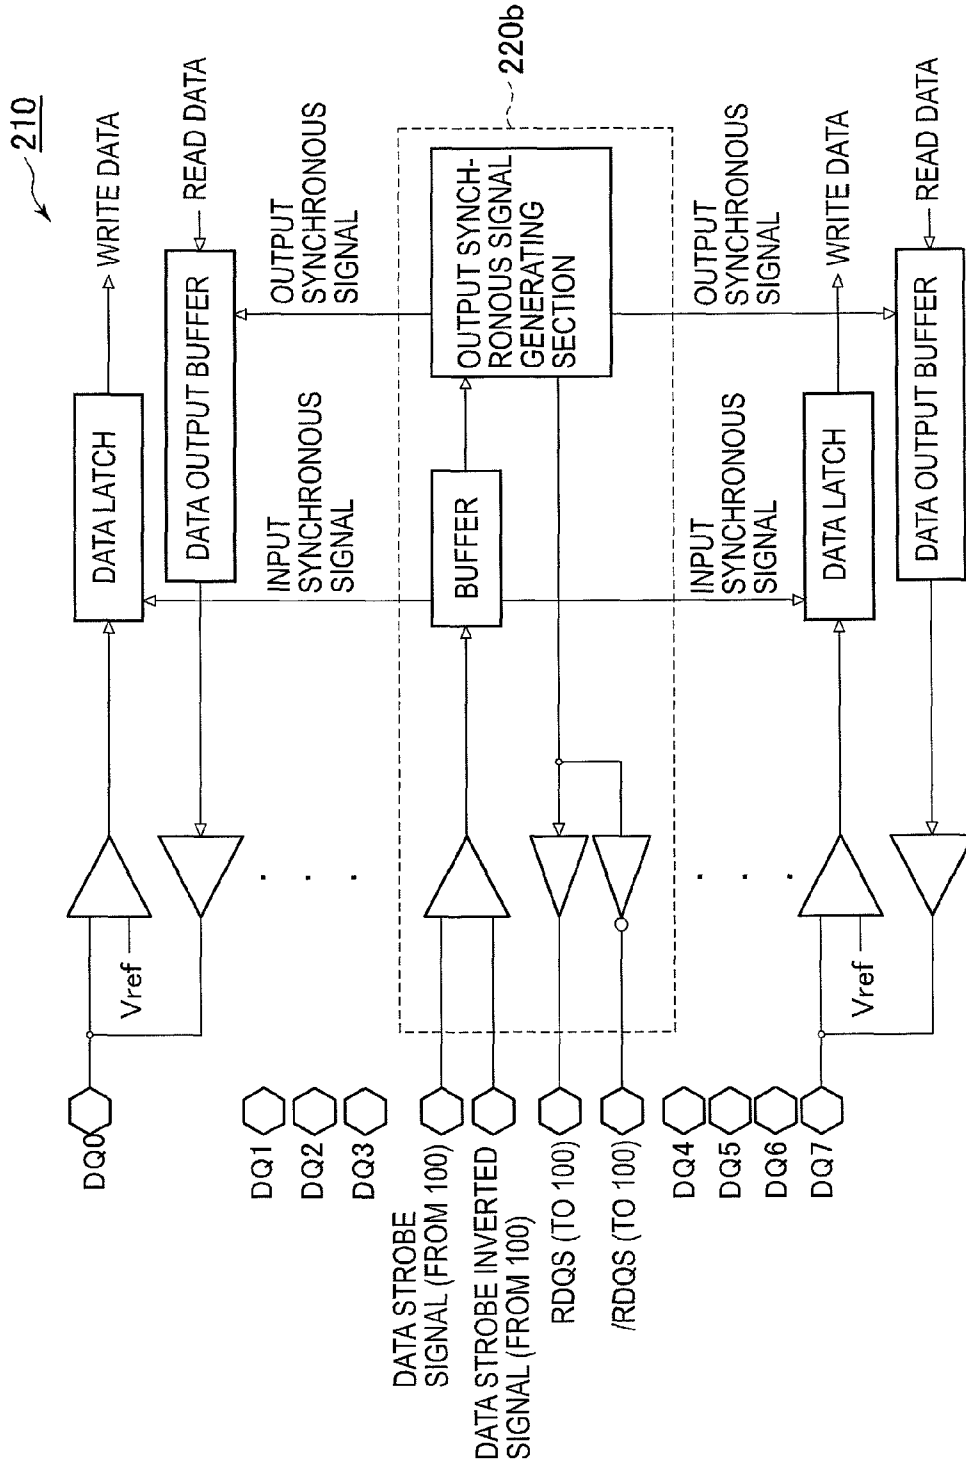 210
DQ0
Vref
DATA LATCH
WRITE DATA
DATA OUTPUT BUFFER
READ DATA
DQ1
DQ2
DQ3
INPUT
SYNCHRONOUS
SIGNAL
OUTPUT
SYNCHRONOUS
SIGNAL
220b
DATA STROBE
SIGNAL (FROM 100)
DATA STROBE INVERTED
SIGNAL (FROM 100)
RDQS (TO 100)
/RDQS (TO 100)
BUFFER
OUTPUT SYNCH-
RONOUS SIGNAL
GENERATING
SECTION
DQ4
DQ5
DQ6
DQ7
INPUT
SYNCHRONOUS
SIGNAL
OUTPUT
SYNCHRONOUS
SIGNAL
Vref
DATA LATCH
WRITE DATA
DATA OUTPUT BUFFER
READ DATA